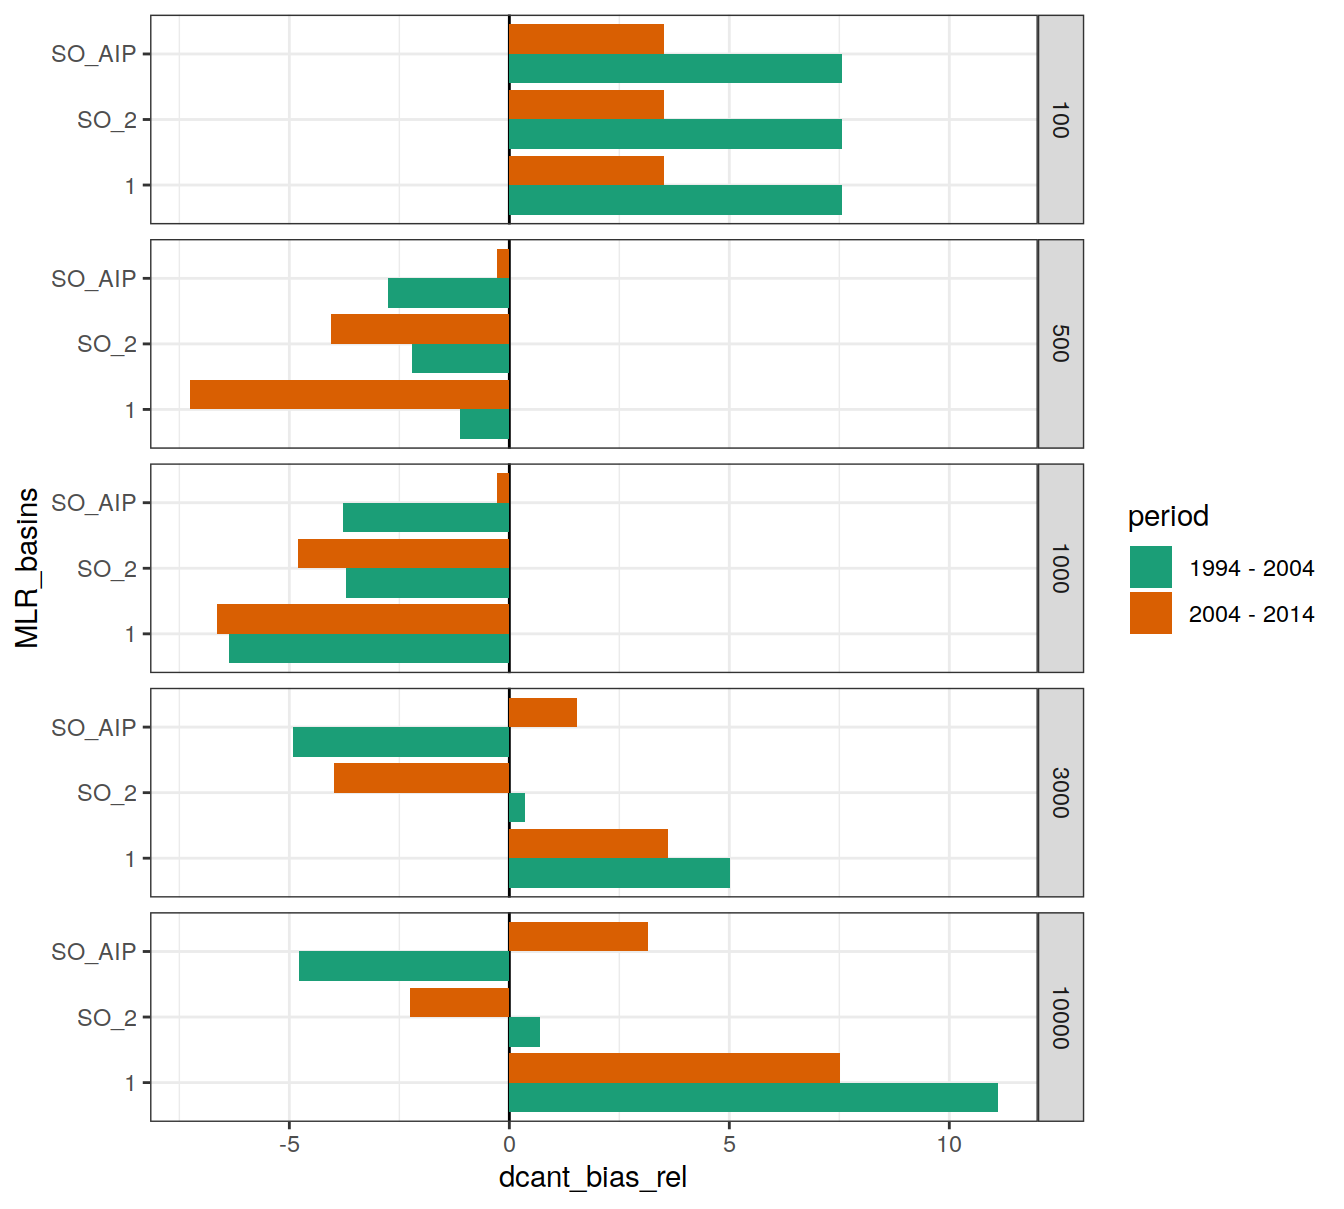 SO_AIP
SO_2
1
100
SO_AIP
SO_2
1
500
SO_AIP
SO_2
1
1000
SO_AIP
SO_2
1
3000
SO_AIP
SO_2
1
10000
-5
0
5
10
dcant_bias_rel
MLR_basins
period
1994 - 2004
2004 - 2014